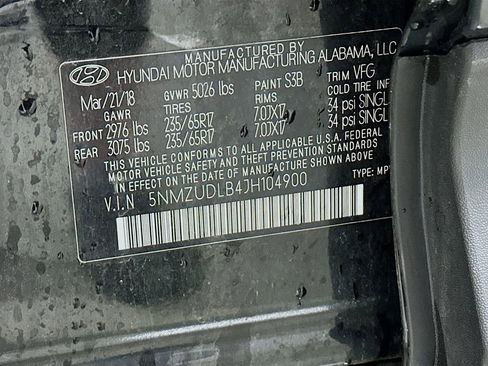 MANUFACTURED BY
HYUNDAI MOTOR MANUFACTURING ALABAMA, LLC
Mar/21/18 GVWR 5026 lbs PAINT S3B TRIM VFG
GAWR TIRES RIMS COLD TIRE INF
FRONT 2976 lbs 235/65R17 7.0JX17 34 psi SINGL
REAR 3075 lbs 235/65R17 7.0JX17 34 psi SINGL
THIS VEHICLE CONFORMS TO ALL APPLICABLE U.S.A. FEDERAL
MOTOR VEHICLE SAFETY AND THEFT PREVENTION STANDARDS
IN EFFECT ON THE DATE OF MANUFACTURE SHOWN ABOVE.
V.I.N 5NMZUDLB4JH104900 TYPE: MP